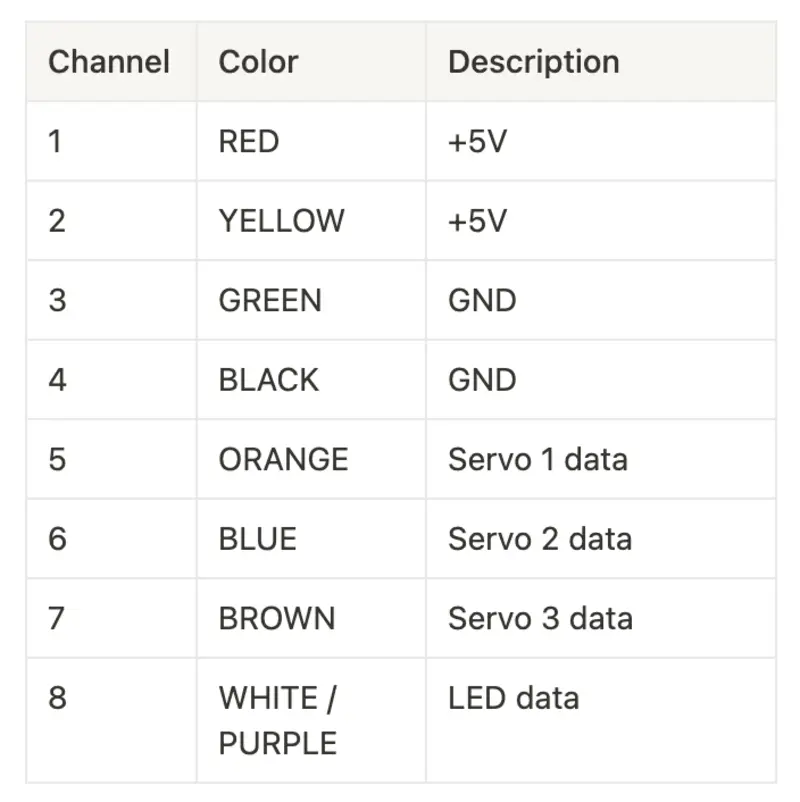 Channel Color Description
1 RED +5V
2 YELLOW +5V
3 GREEN GND
4 BLACK GND
5 ORANGE Servo 1 data
6 BLUE Servo 2 data
7 BROWN Servo 3 data
8 WHITE / LED data
PURPLE